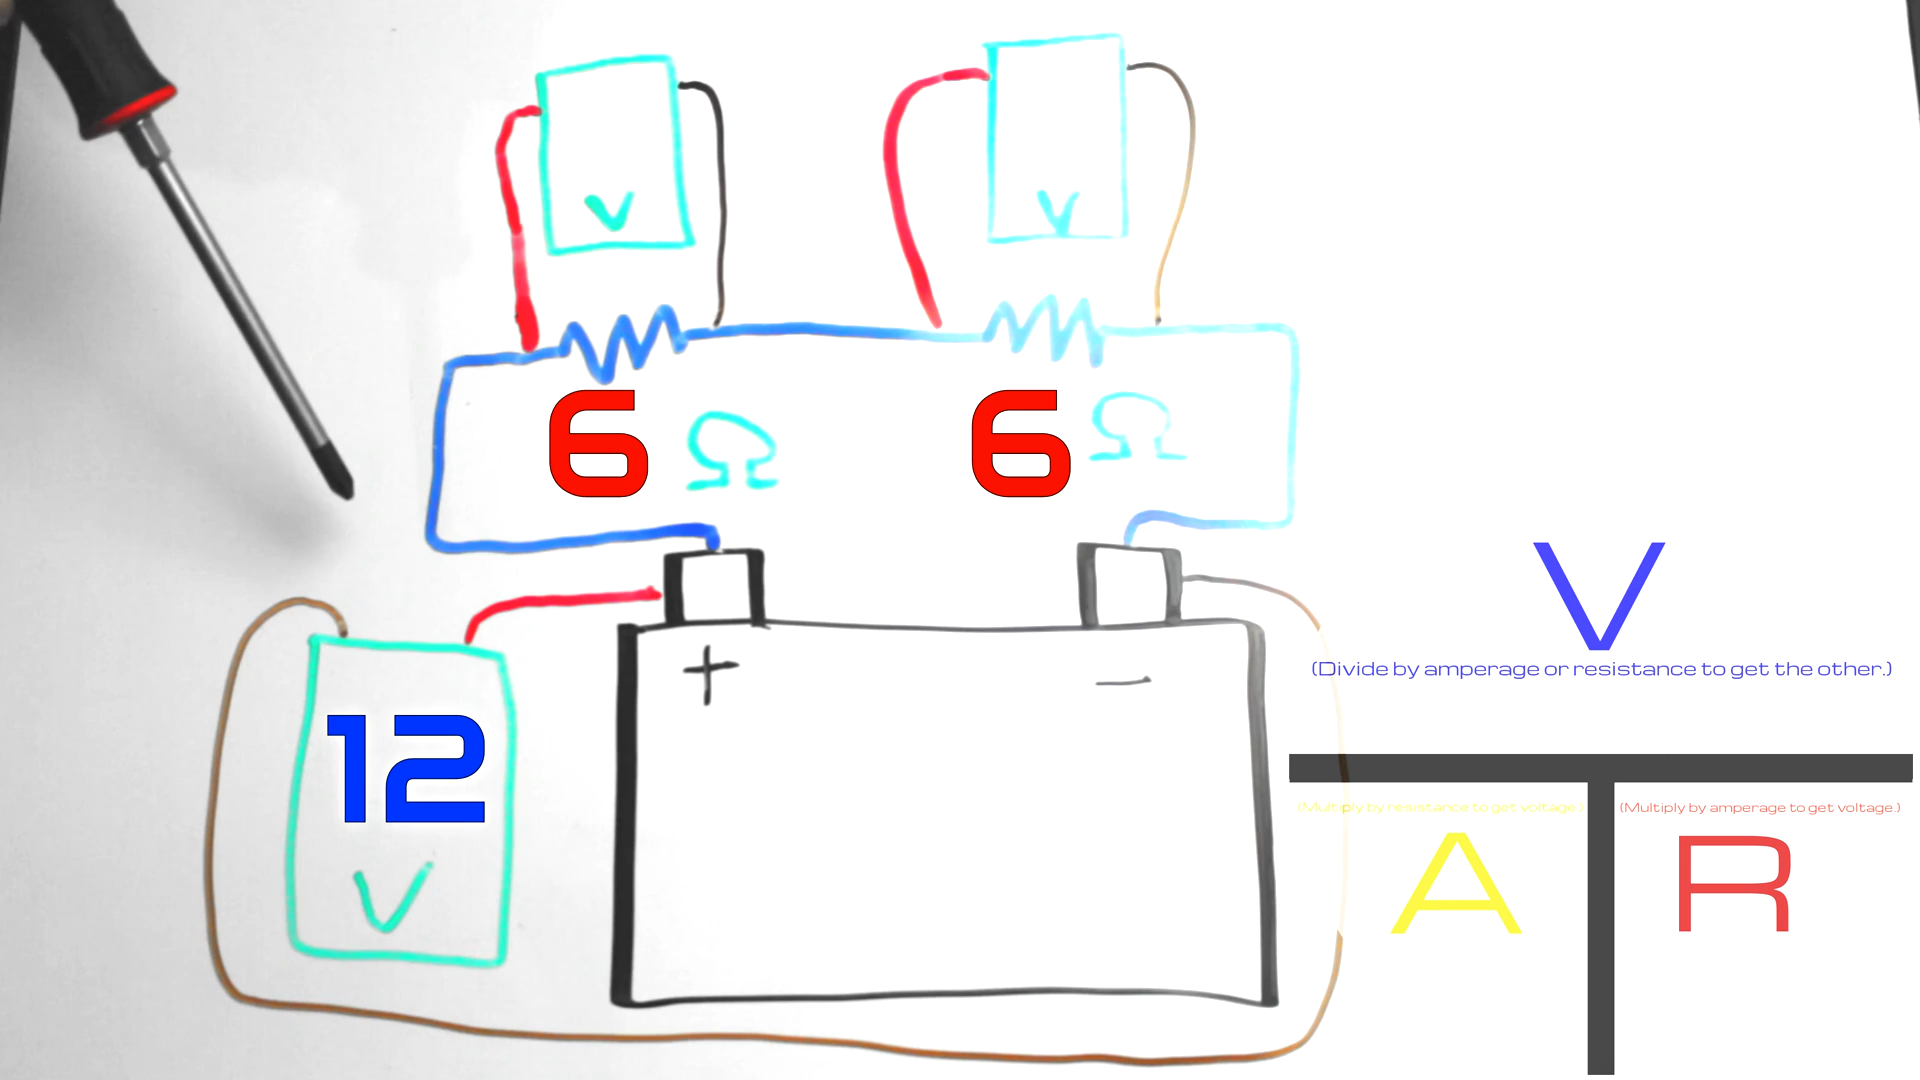 V
V
6 Ω
6 Ω
+
−
12
V
V
(Divide by amperage or resistance to get the other.)
(Multiply by resistance to get voltage.)
(Multiply by amperage to get voltage.)
A
R